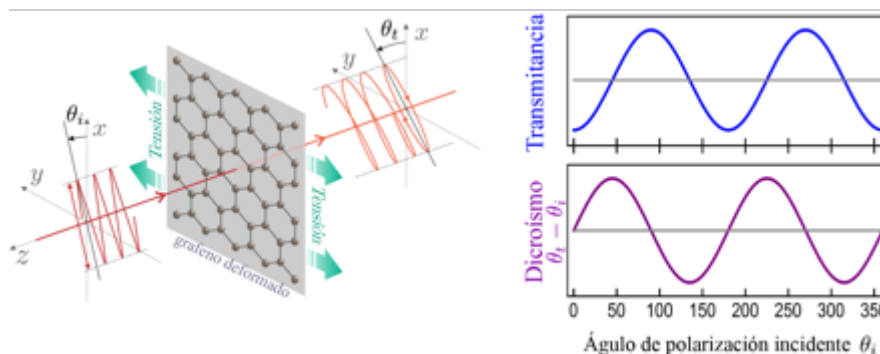 θt
x
y
θi
x
y
z
Tensión
Tensión
grafeno deformado
Transmitancia
Dicroísmo
θt − θi
0 50 100 150 200 250 300 350
Águlo de polarización incidente θi